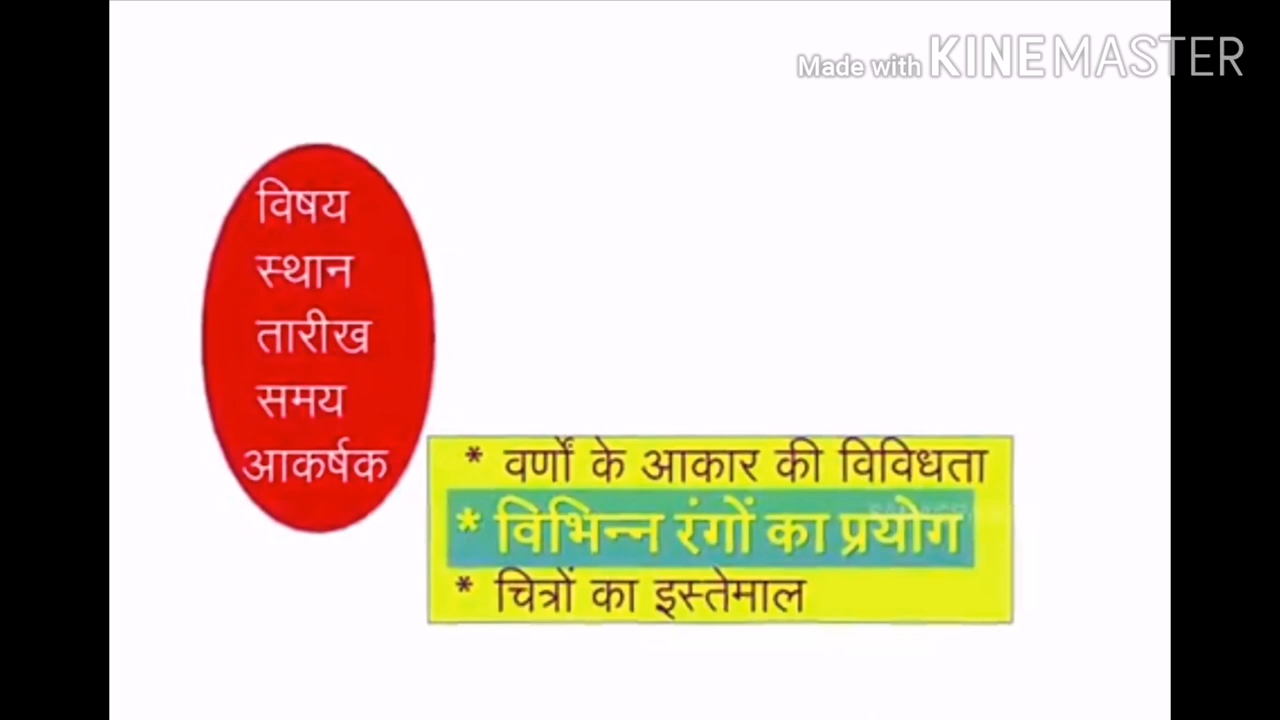 Made with KINEMASTER
विषय
स्थान
तारीख
समय
आकर्षक
* वर्णों के आकार की विविधता
* विभिन्न रंगों का प्रयोग
* चित्रों का इस्तेमाल